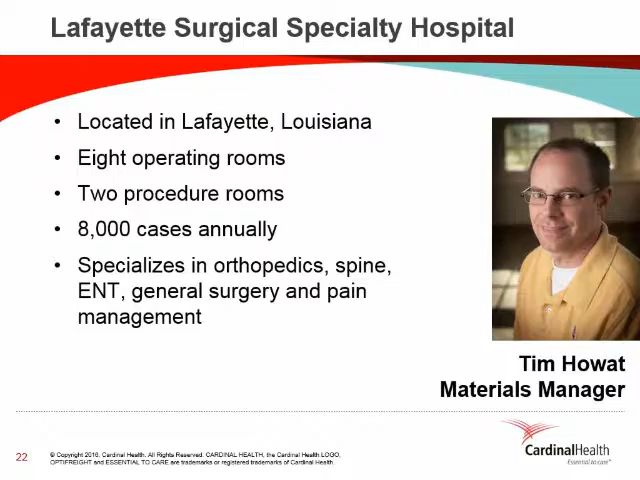 Lafayette Surgical Specialty Hospital
• Located in Lafayette, Louisiana
• Eight operating rooms
• Two procedure rooms
• 8,000 cases annually
• Specializes in orthopedics, spine,
ENT, general surgery and pain
management
Tim Howat
Materials Manager
CardinalHealth
Essential to care™
22
© Copyright 2016, Cardinal Health. All Rights Reserved. CARDINAL HEALTH, the Cardinal Health LOGO,
OPTIFREIGHT and ESSENTIAL TO CARE are trademarks or registered trademarks of Cardinal Health